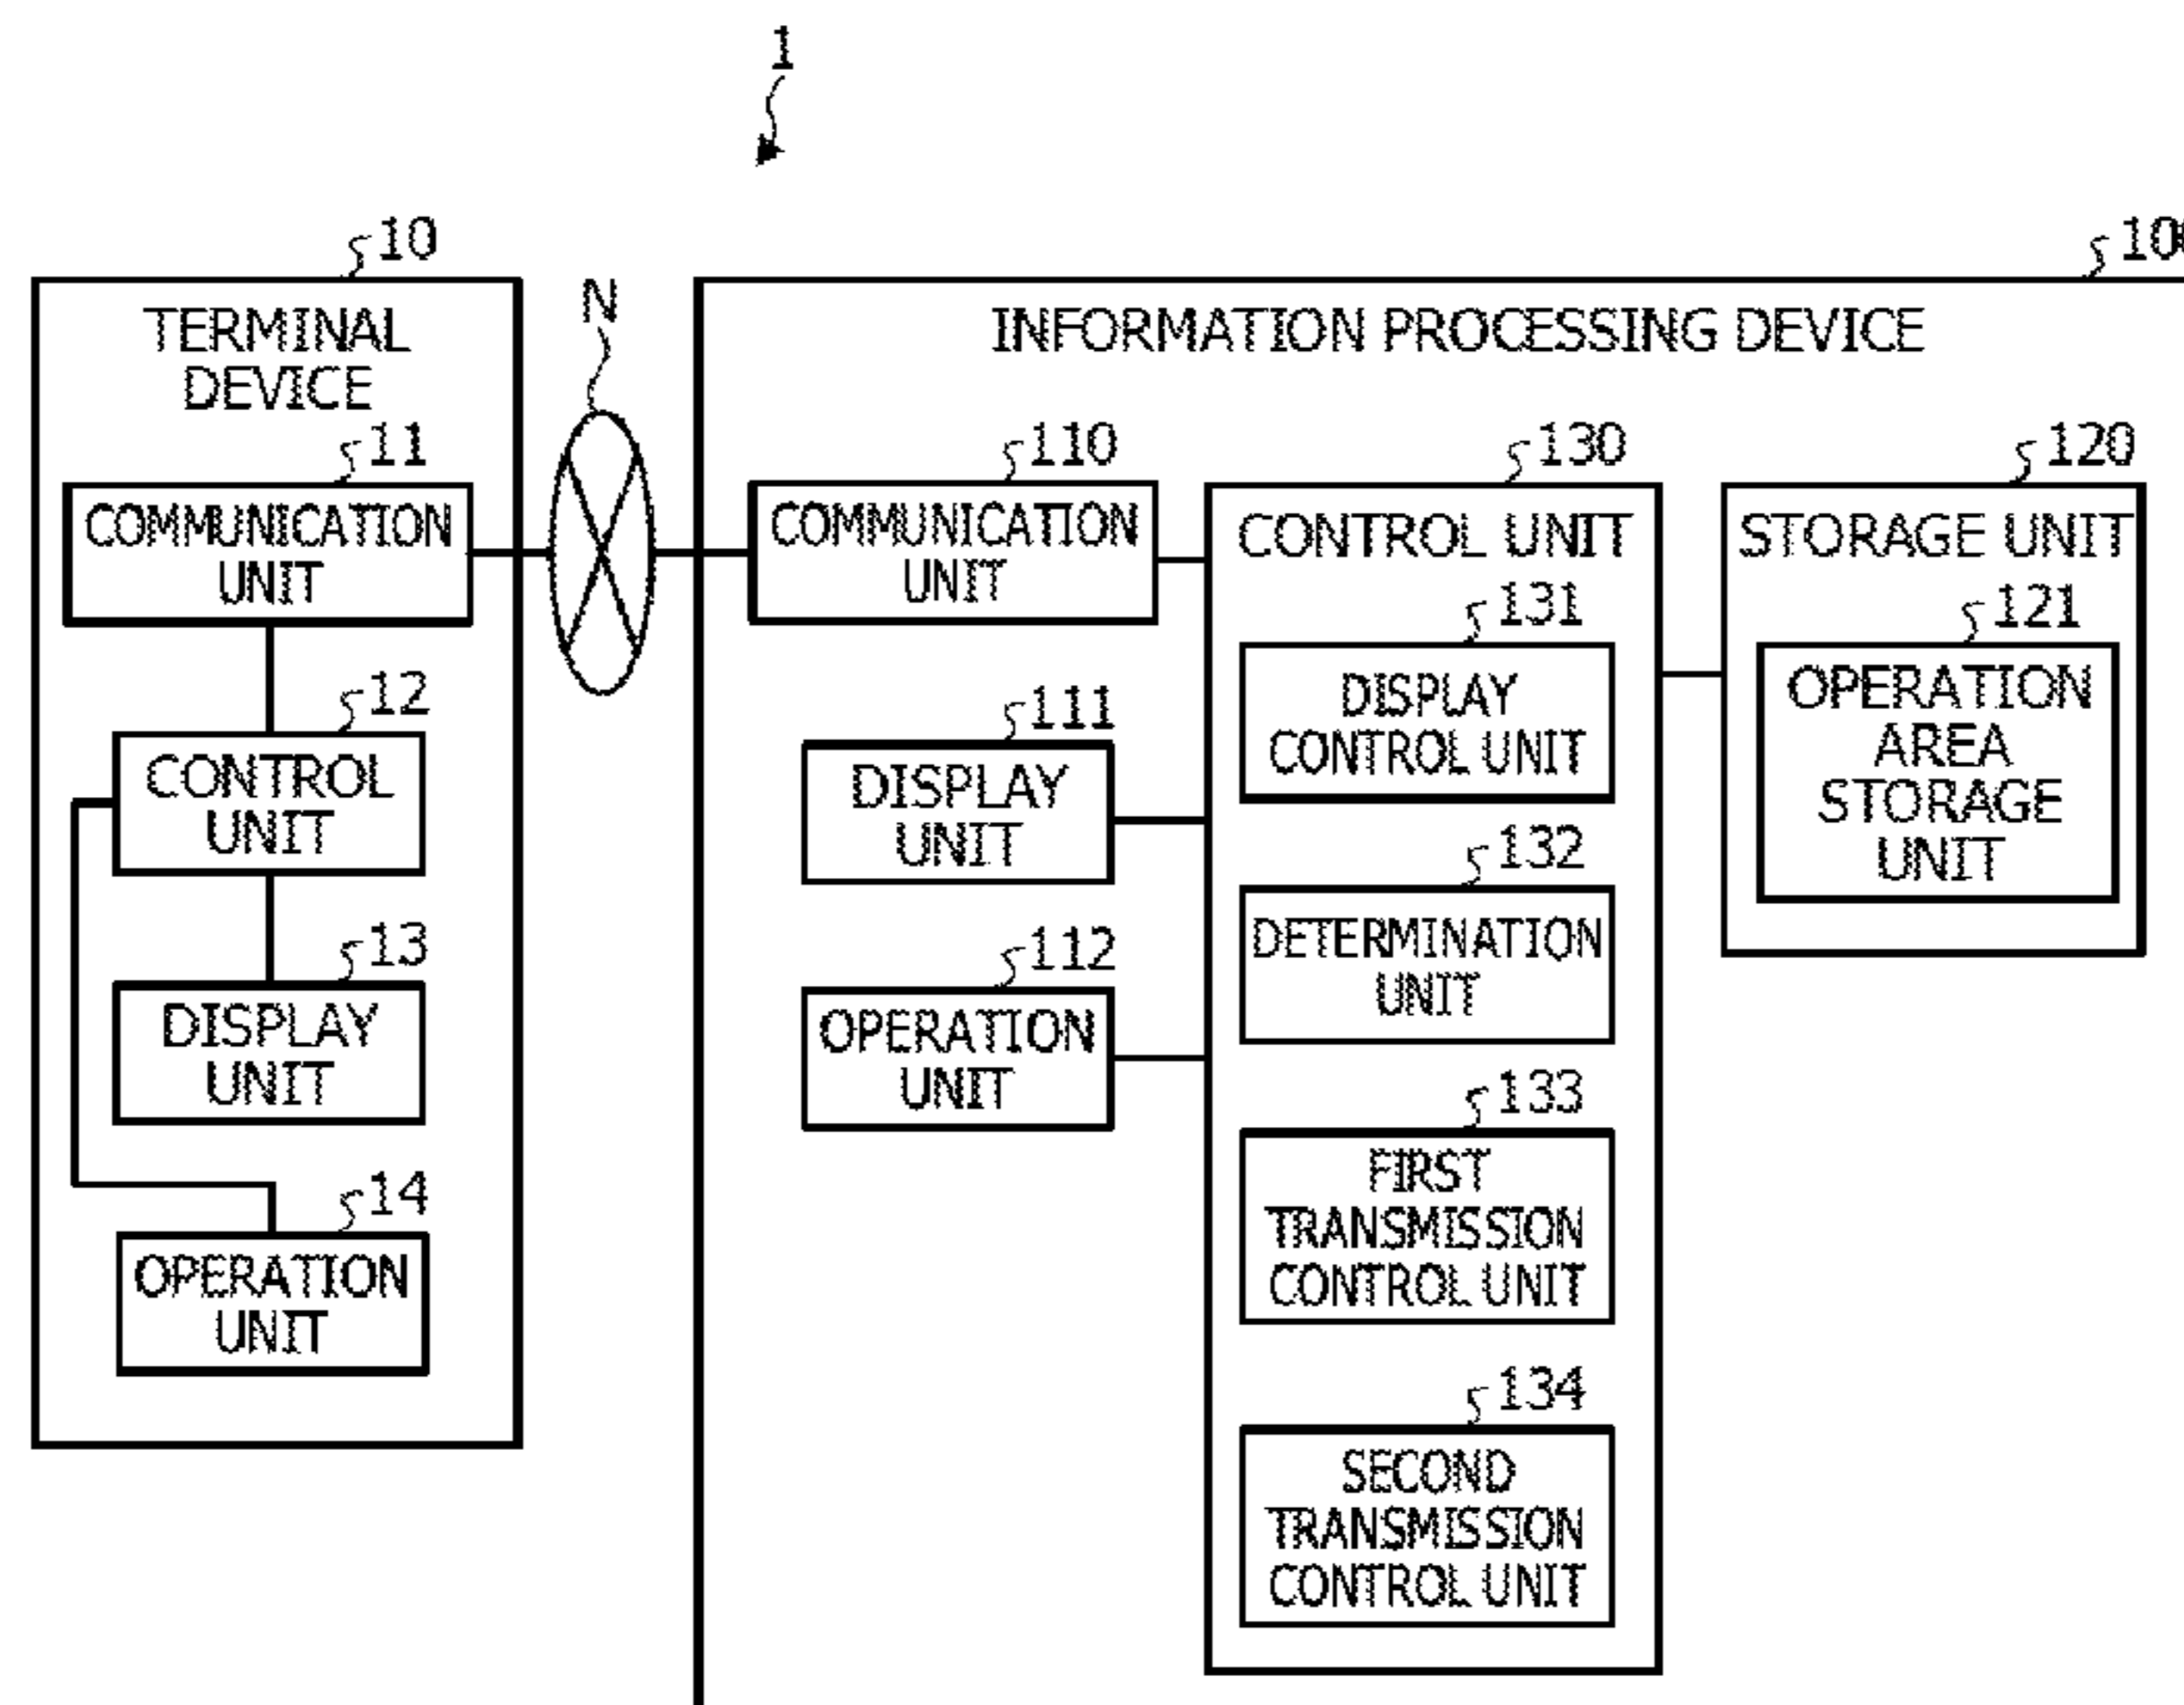 1
10
TERMINAL
DEVICE
11
COMMUNICATION
UNIT
12
CONTROL
UNIT
13
DISPLAY
UNIT
14
OPERATION
UNIT
N
INFORMATION PROCESSING DEVICE
110
COMMUNICATION
UNIT
111
DISPLAY
UNIT
112
OPERATION
UNIT
130
CONTROL UNIT
131
DISPLAY
CONTROL UNIT
132
DETERMINATION
UNIT
133
FIRST
TRANSMISSION
CONTROL UNIT
134
SECOND
TRANSMISSION
CONTROL UNIT
120
STORAGE UNIT
121
OPERATION
AREA
STORAGE
UNIT